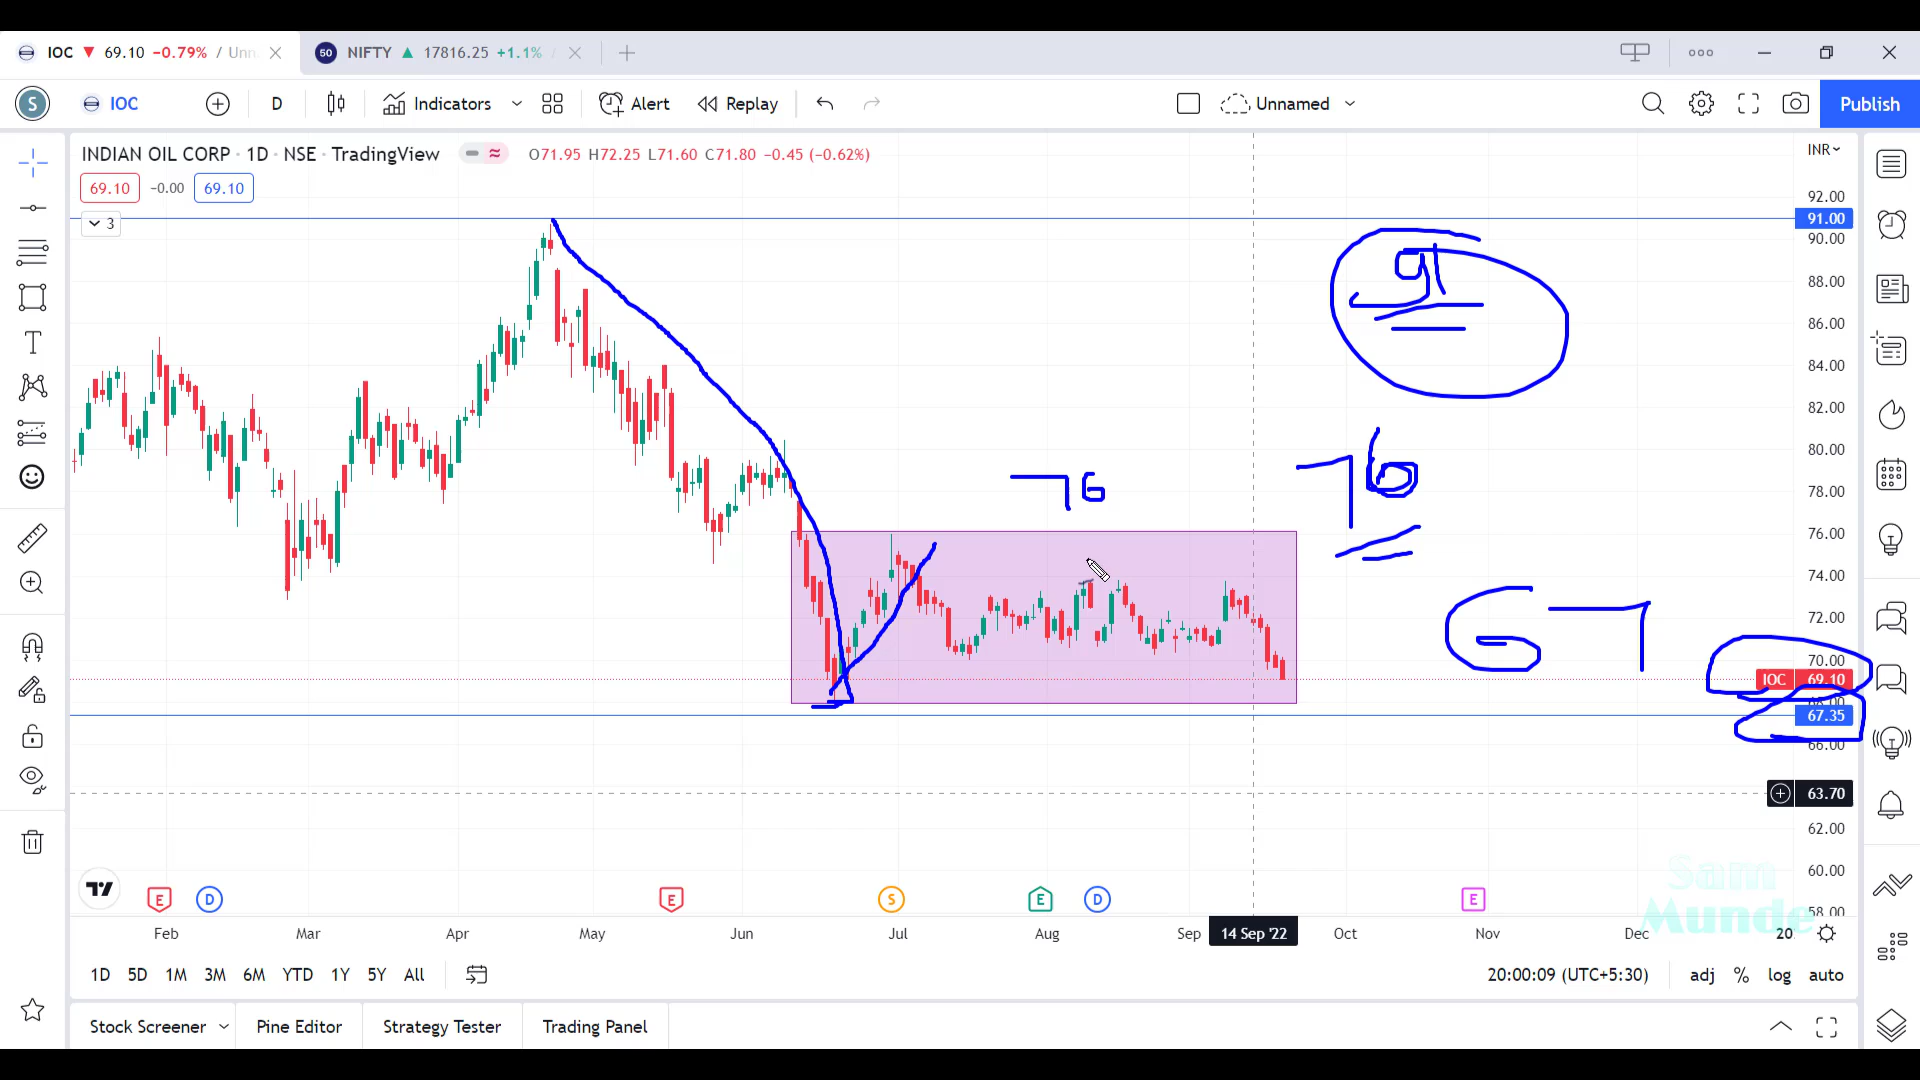 IOC ▼ 69.10 −0.79% / Unn
50 NIFTY ▲ 17816.25 +1.1% /
S IOC D Indicators Alert Replay Unnamed Publish
INDIAN OIL CORP · 1D · NSE · TradingView O71.95 H72.25 L71.60 C71.80 −0.45 (−0.62%)
INR
69.10 −0.00 69.10
3
92.00
91.00
90.00
88.00
86.00
84.00
82.00
80.00
78.00
76.00
74.00
72.00
70.00
IOC 69.10
68.00
67.35
66.00
63.70
62.00
60.00
58.00
91
76
76
67
Sam
Munde
E D E S E D E
Feb Mar Apr May Jun Jul Aug Sep 14 Sep '22 Oct Nov Dec 20
1D 5D 1M 3M 6M YTD 1Y 5Y All 20:00:09 (UTC+5:30) adj % log auto
Stock Screener Pine Editor Strategy Tester Trading Panel